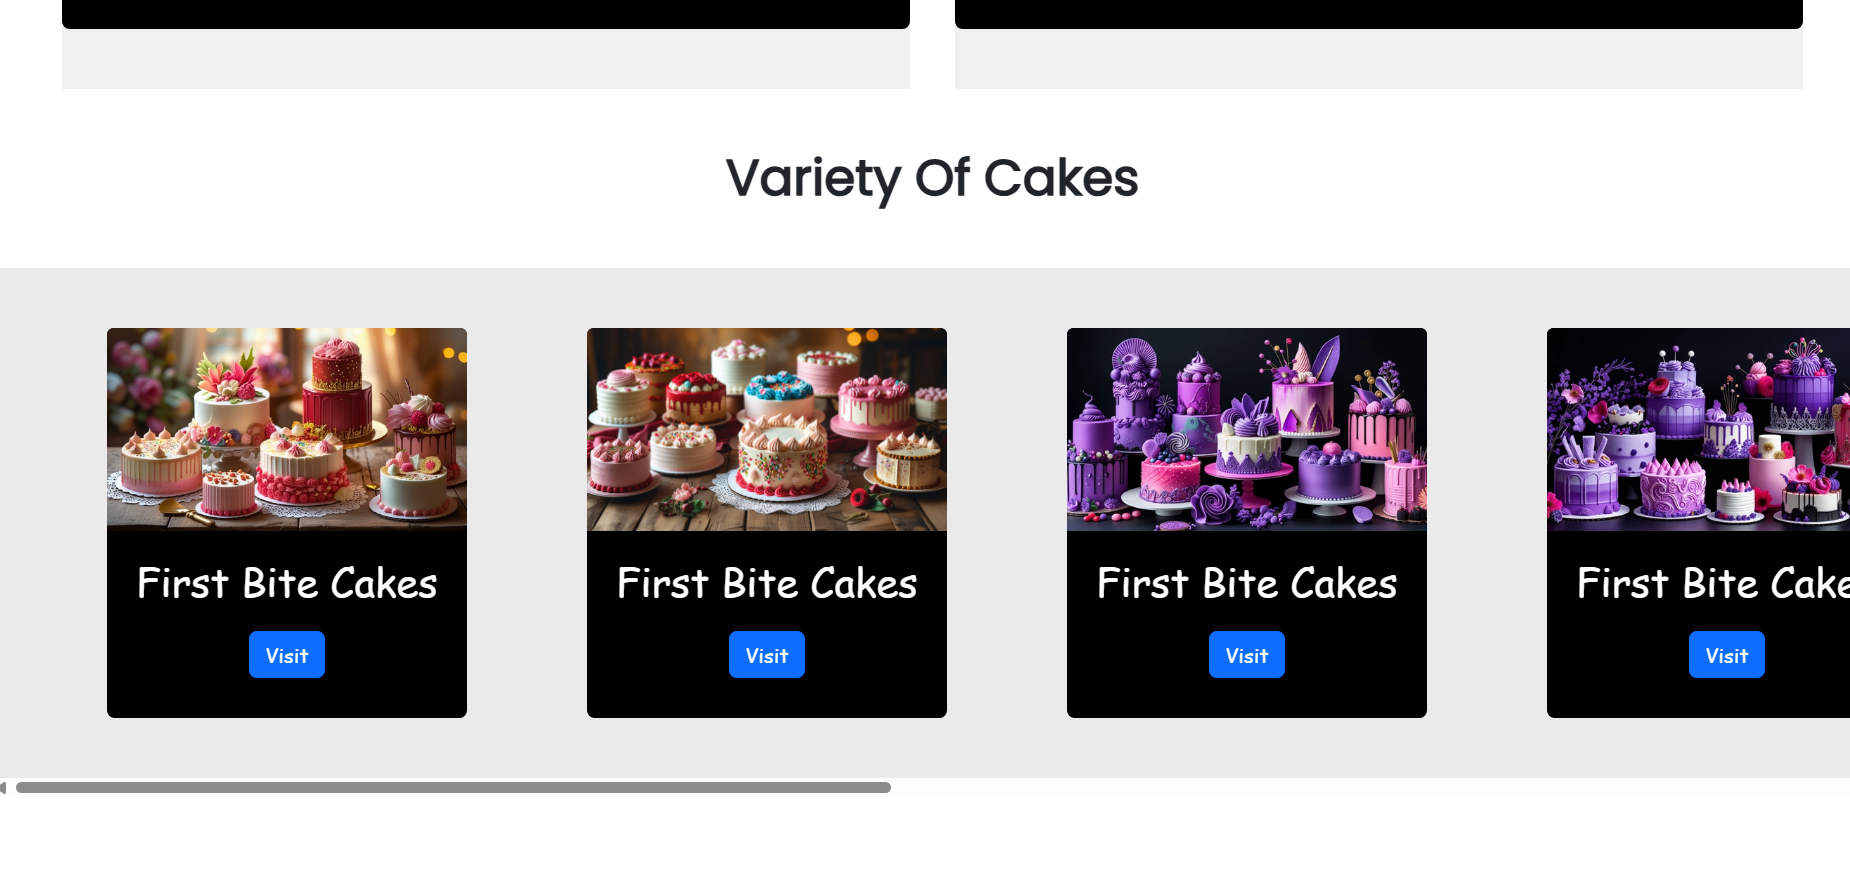 Variety Of Cakes
First Bite Cakes
First Bite Cakes
First Bite Cakes
First Bite Cake
Visit
Visit
Visit
Visit